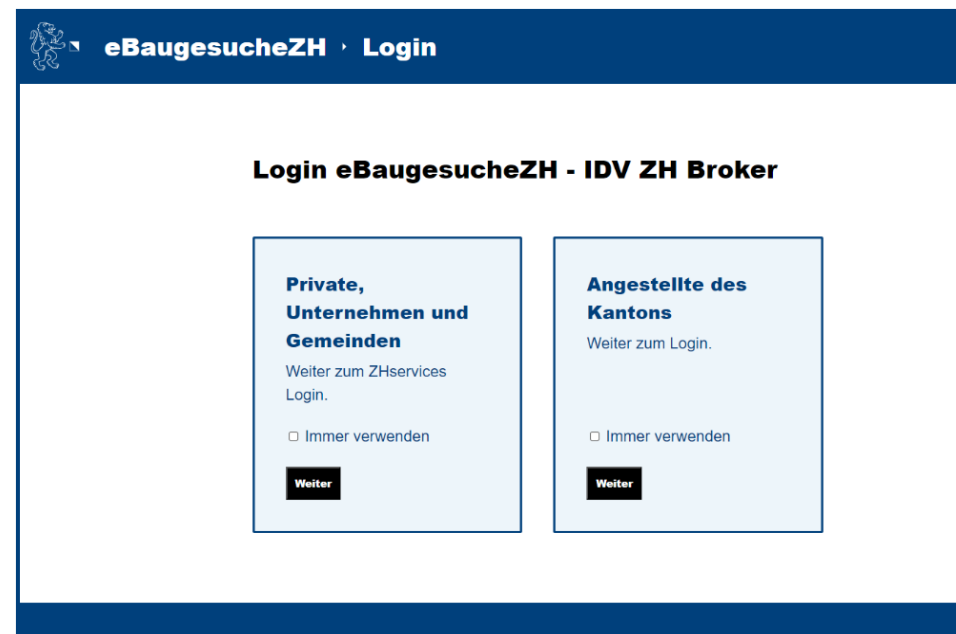 eBaugesucheZH Login
Login eBaugesucheZH - IDV ZH Broker
Private,
Unternehmen und
Gemeinden
Weiter zum ZHservices
Login.
Immer verwenden
Weiter
Angestellte des
Kantons
Weiter zum Login.
Immer verwenden
Weiter